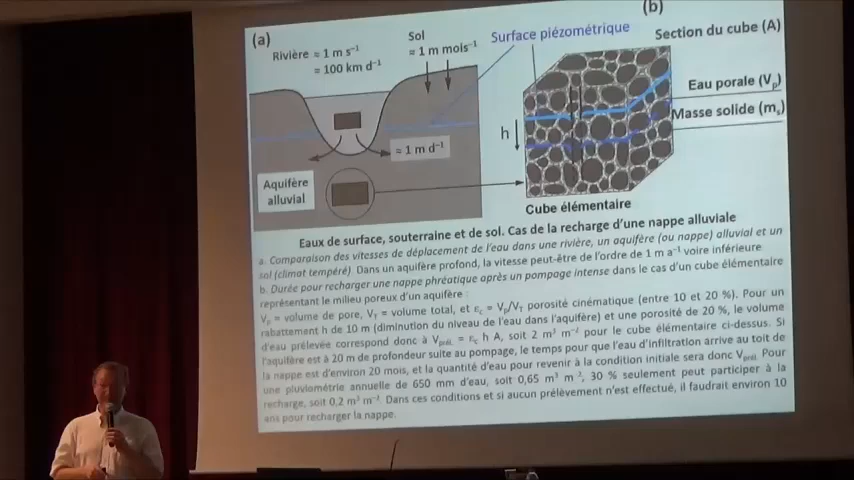 (a)
Rivière ≈ 1 m s⁻¹
≈ 100 km d⁻¹
Sol
≈ 1 m mois⁻¹
Surface piézométrique
(b)
Section du cube (A)
Eau porale (Vₚ)
Masse solide (mₛ)
h
≈ 1 m d⁻¹
Aquifère
alluvial
Cube élémentaire
Eaux de surface, souterraine et de sol. Cas de la recharge d'une nappe alluviale
a. Comparaison des vitesses de déplacement de l'eau dans une rivière, un aquifère (ou nappe) alluvial et un
sol (climat tempéré). Dans un aquifère profond, la vitesse peut-être de l'ordre de 1 m a⁻¹ voire inférieure
b. Durée pour recharger une nappe phréatique après un pompage intense dans le cas d'un cube élémentaire
représentant le milieu poreux d'un aquifère :
Vₚ = volume de pore, V_T = volume total, et ε_c = Vₚ/V_T porosité cinématique (entre 10 et 20 %). Pour un
rabattement h de 10 m (diminution du niveau de l'eau dans l'aquifère) et une porosité de 20 %, le volume
d'eau prélevée correspond donc à V_prél. = ε_c h A, soit 2 m³ m⁻² pour le cube élémentaire ci-dessus. Si
l'aquifère est à 20 m de profondeur suite au pompage, le temps pour que l'eau d'infiltration arrive au toit de
la nappe est d'environ 20 mois, et la quantité d'eau pour revenir à la condition initiale sera donc V_prél. Pour
une pluviométrie annuelle de 650 mm d'eau, soit 0,65 m³ m⁻², 30 % seulement peut participer à la
recharge, soit 0,2 m³ m⁻². Dans ces conditions et si aucun prélèvement n'est effectué, il faudrait environ 10
ans pour recharger la nappe.